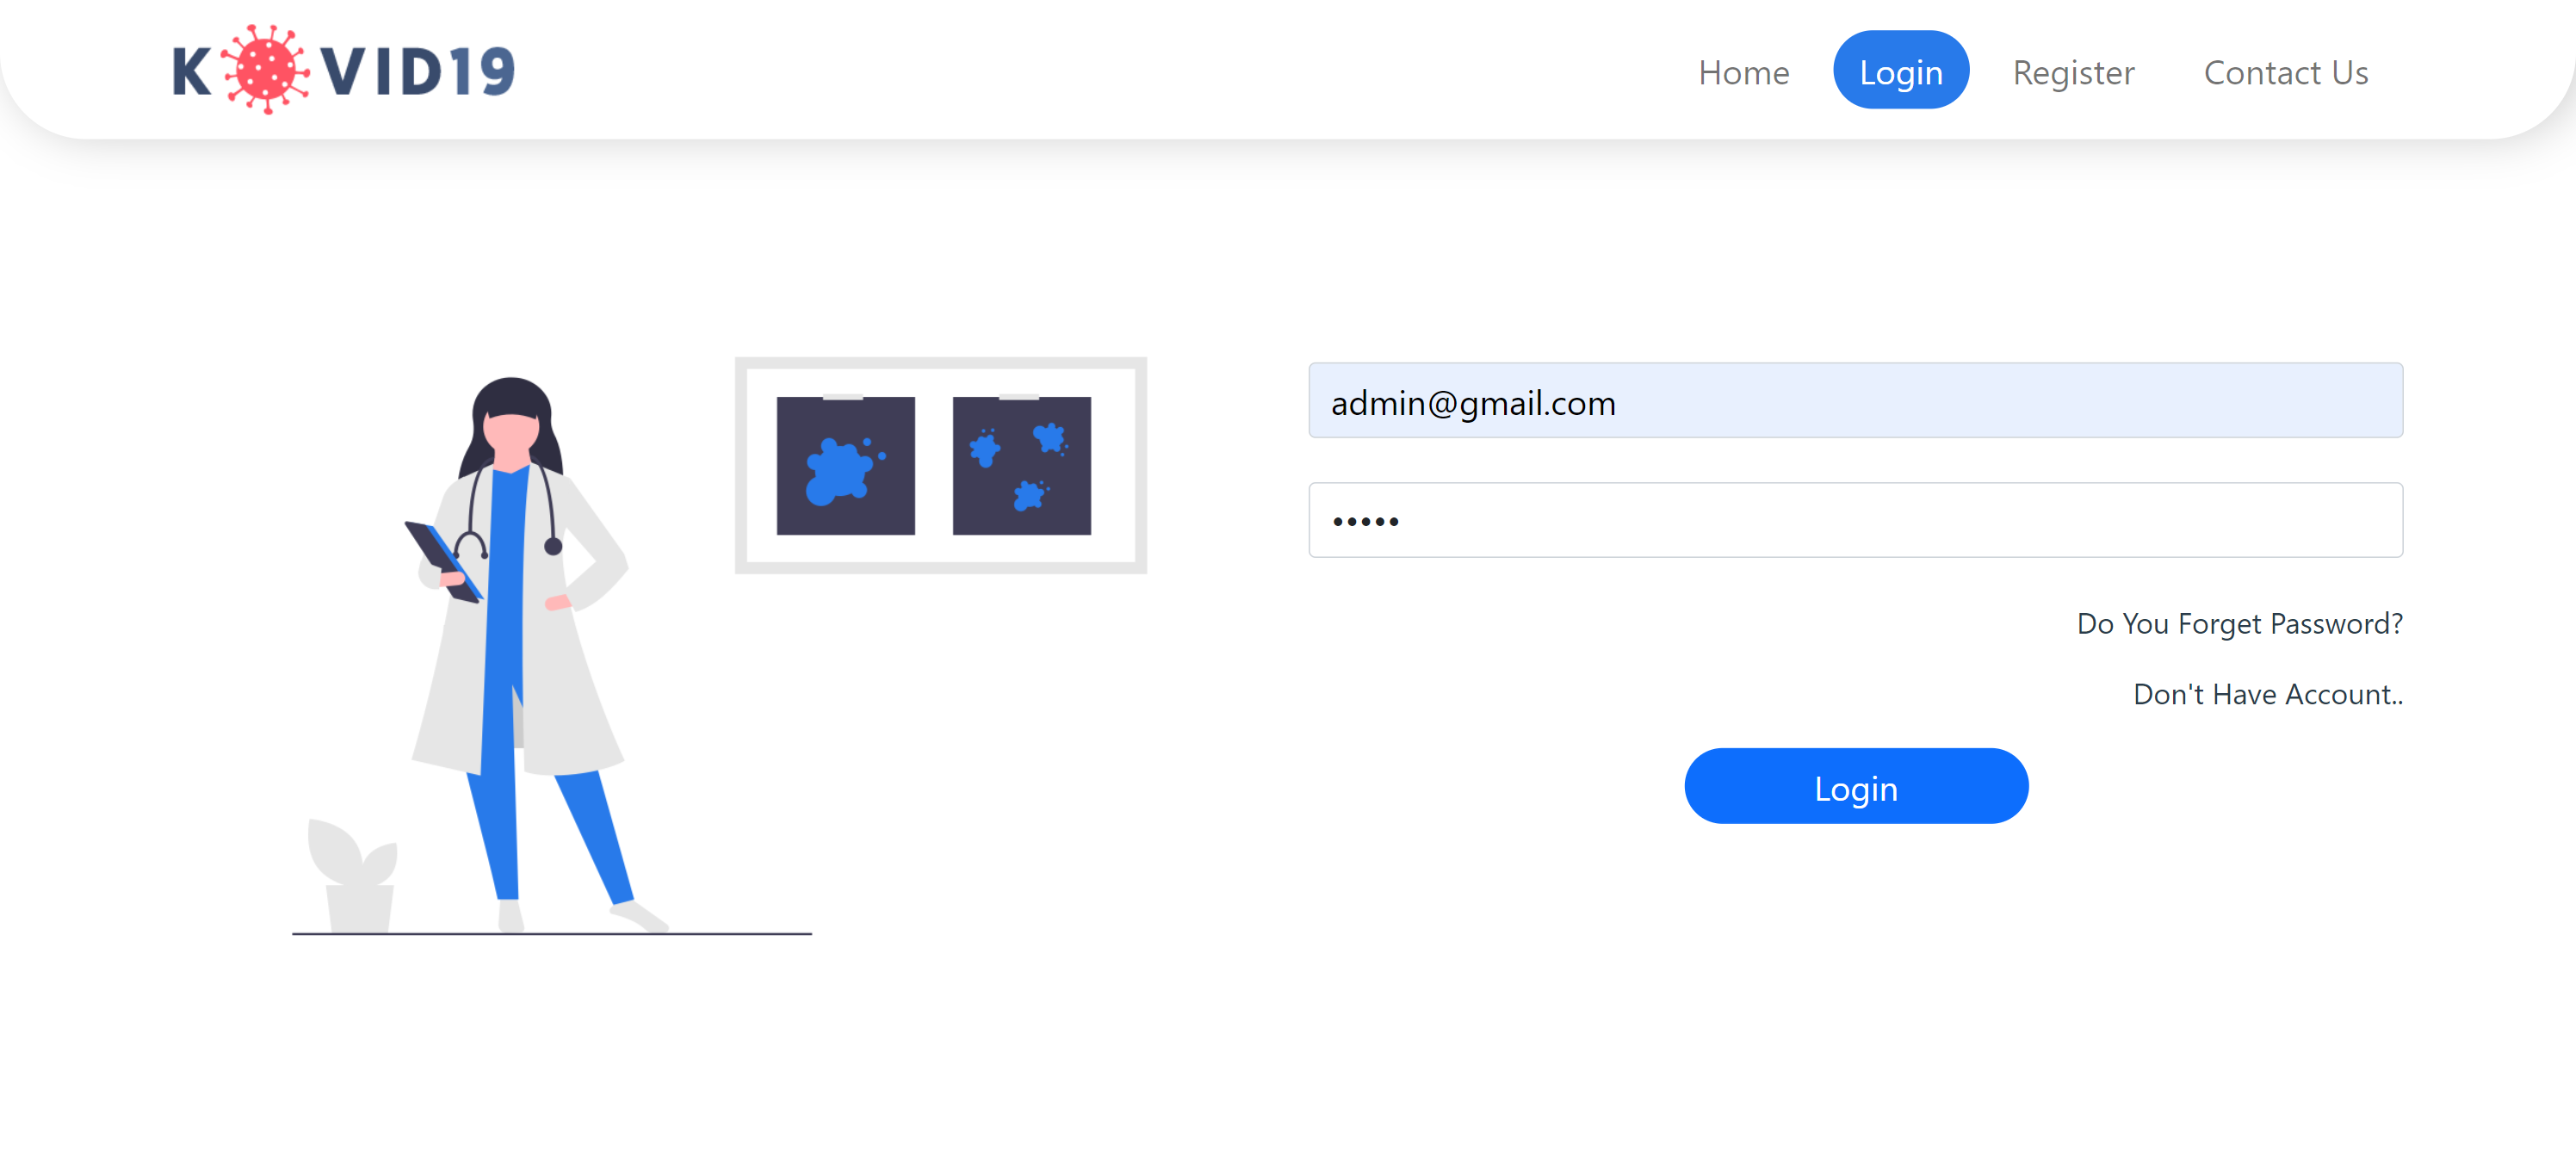 K VID19
Home Login Register Contact Us
admin@gmail.com
•••••
Do You Forget Password?
Don't Have Account..
Login